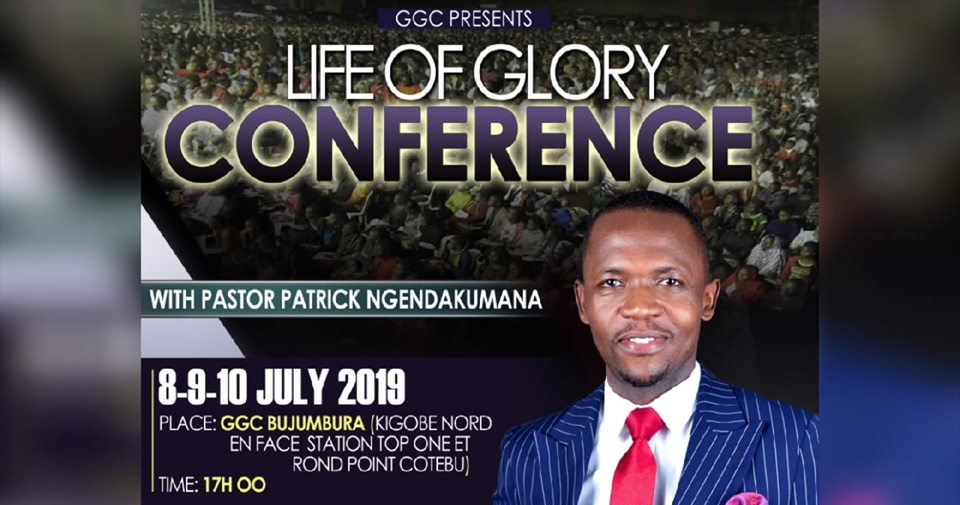 GGC PRESENTS
LIFE OF GLORY
CONFERENCE
WITH PASTOR PATRICK NGENDAKUMANA
8-9-10 JULY 2019
PLACE: GGC BUJUMBURA (KIGOBE NORD
EN FACE STATION TOP ONE ET
ROND POINT COTEBU)
TIME: 17H OO